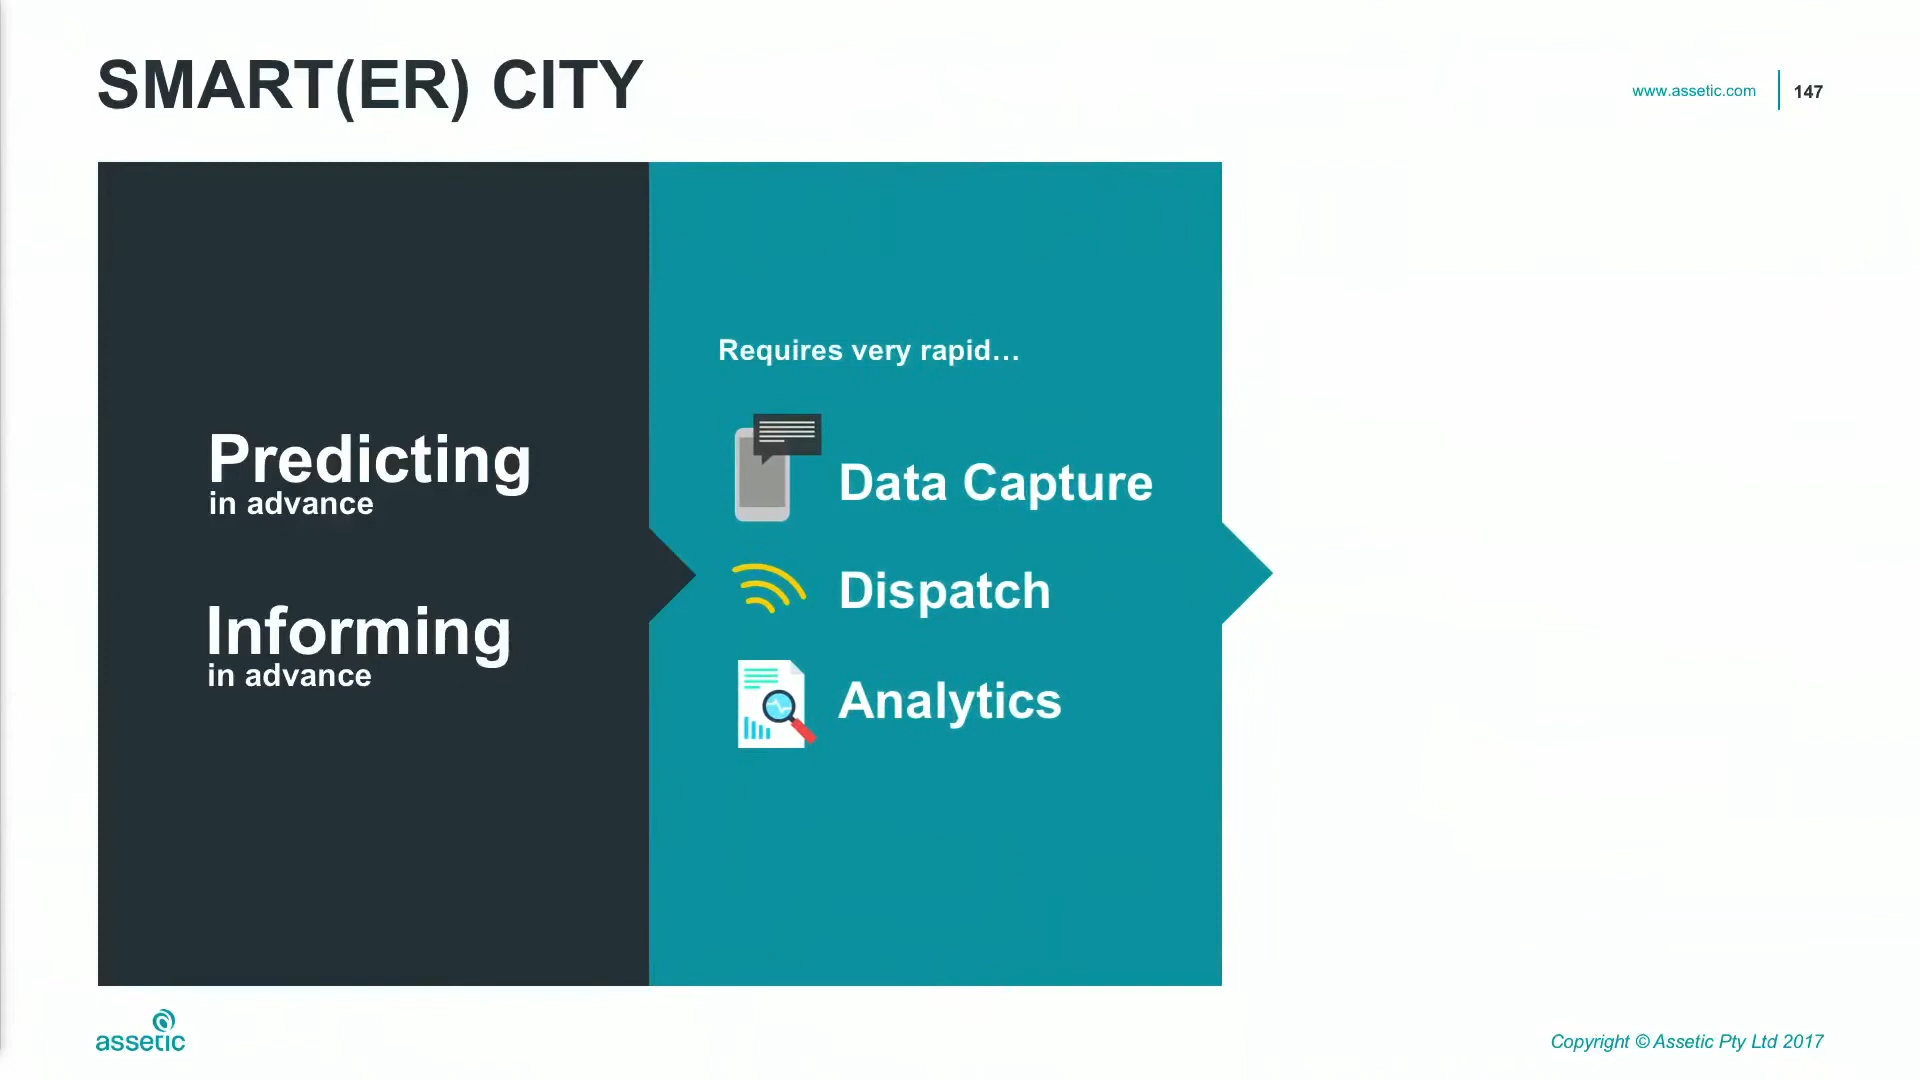 SMART(ER) CITY
www.assetic.com
147
Predicting
in advance
Informing
in advance
Requires very rapid…
Data Capture
Dispatch
Analytics
assetic
Copyright © Assetic Pty Ltd 2017